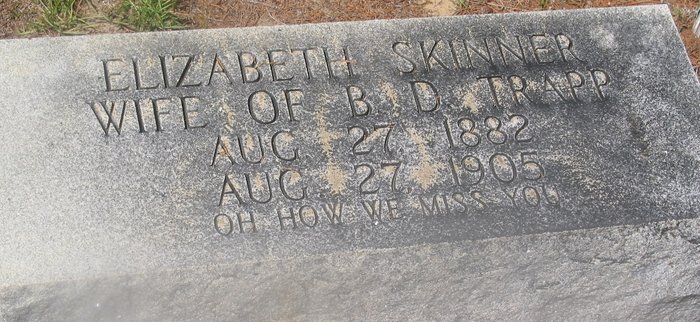 ELIZABETH SKINNER
WIFE OF B. D. TRAPP
AUG 27, 1882
AUG. 27, 1905
OH HOW WE MISS YOU